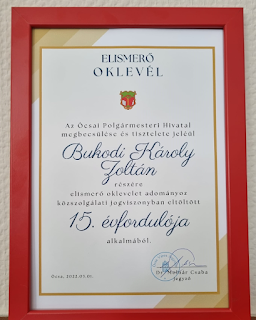 ELISMERŐ
OKLEVÉL
Az Ócsai Polgármesteri Hivatal
megbecsülése és tisztelete jeléül
Bukodi Károly
Zoltán
részére
elismerő oklevelet adományoz
közszolgálati jogviszonyban eltöltött
15. évfordulója
alkalmából.
Dr. Molnár Csaba
jegyző